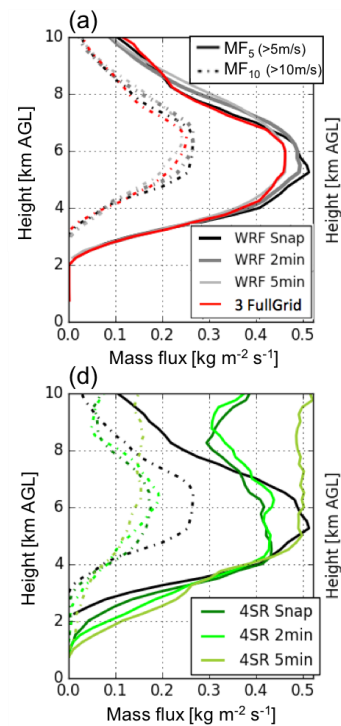 (a)
MF5 (>5m/s)
MF10 (>10m/s)
10
8
6
4
2
0
Height [km AGL]
Height [km AGL]
WRF Snap
WRF 2min
WRF 5min
3 FullGrid
0.0 0.1 0.2 0.3 0.4 0.5
Mass flux [kg m-2 s-1]
(d)
10
8
6
4
2
0
Height [km AGL]
Height [km AGL]
4SR Snap
4SR 2min
4SR 5min
0.0 0.1 0.2 0.3 0.4 0.5
Mass flux [kg m-2 s-1]